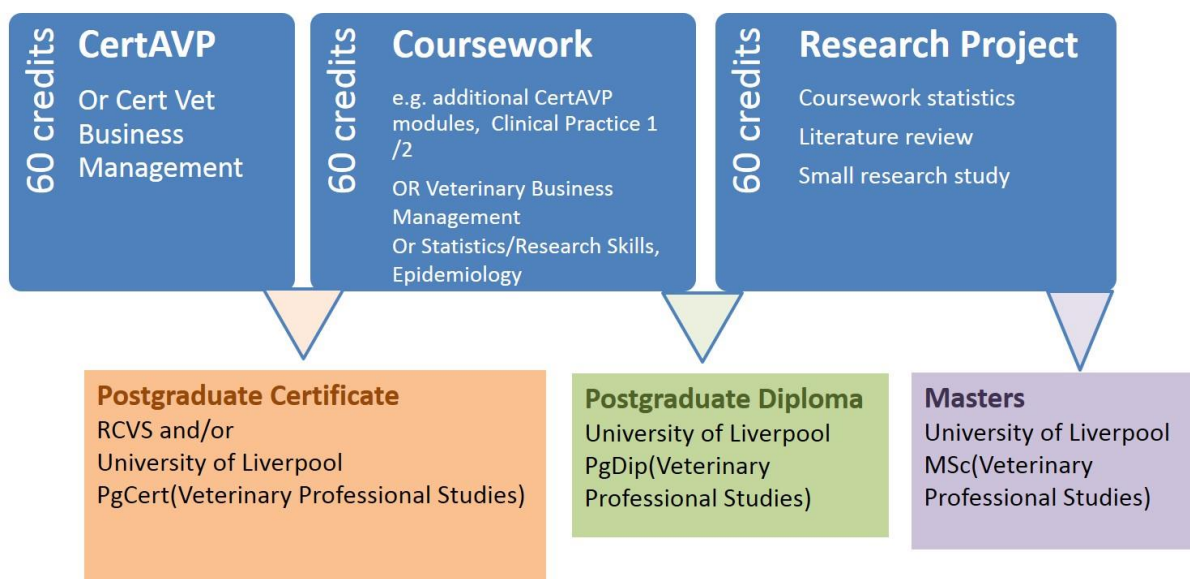 60 credits
CertAVP
Or Cert Vet
Business
Management
60 credits
Coursework
e.g. additional CertAVP
modules, Clinical Practice 1
/2
OR Veterinary Business
Management
Or Statistics/Research Skills,
Epidemiology
60 credits
Research Project
Coursework statistics
Literature review
Small research study
Postgraduate Certificate
RCVS and/or
University of Liverpool
PgCert(Veterinary Professional Studies)
Postgraduate Diploma
University of Liverpool
PgDip(Veterinary
Professional Studies)
Masters
University of Liverpool
MSc(Veterinary
Professional Studies)